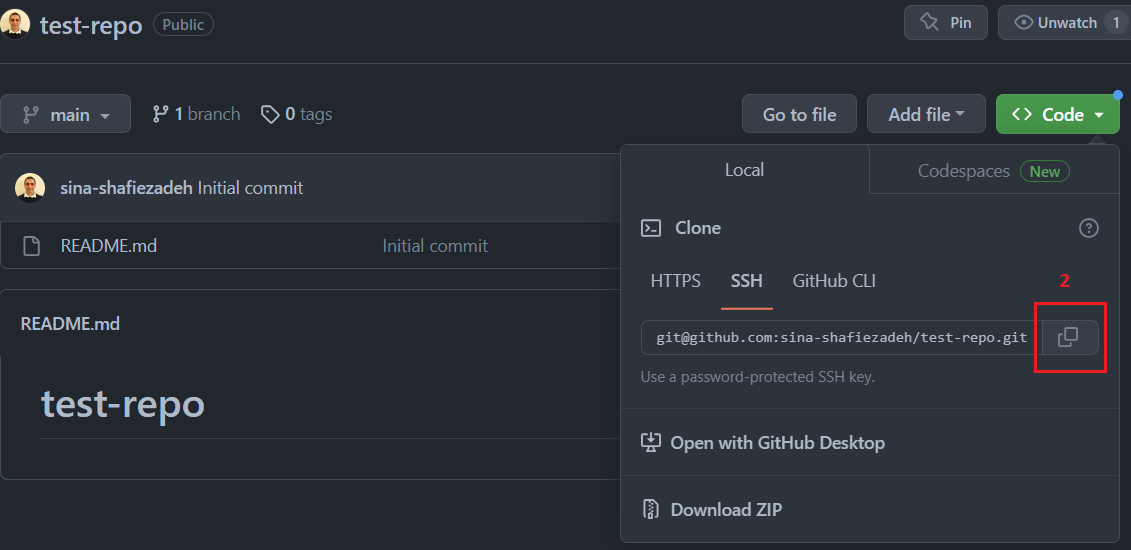 test-repo Public Pin Unwatch 1
main 1 branch 0 tags Go to file Add file Code
Local Codespaces New
sina-shafiezadeh Initial commit
Clone
README.md Initial commit
HTTPS SSH GitHub CLI 2
README.md
git@github.com:sina-shafiezadeh/test-repo.git
Use a password-protected SSH key.
test-repo
Open with GitHub Desktop
Download ZIP